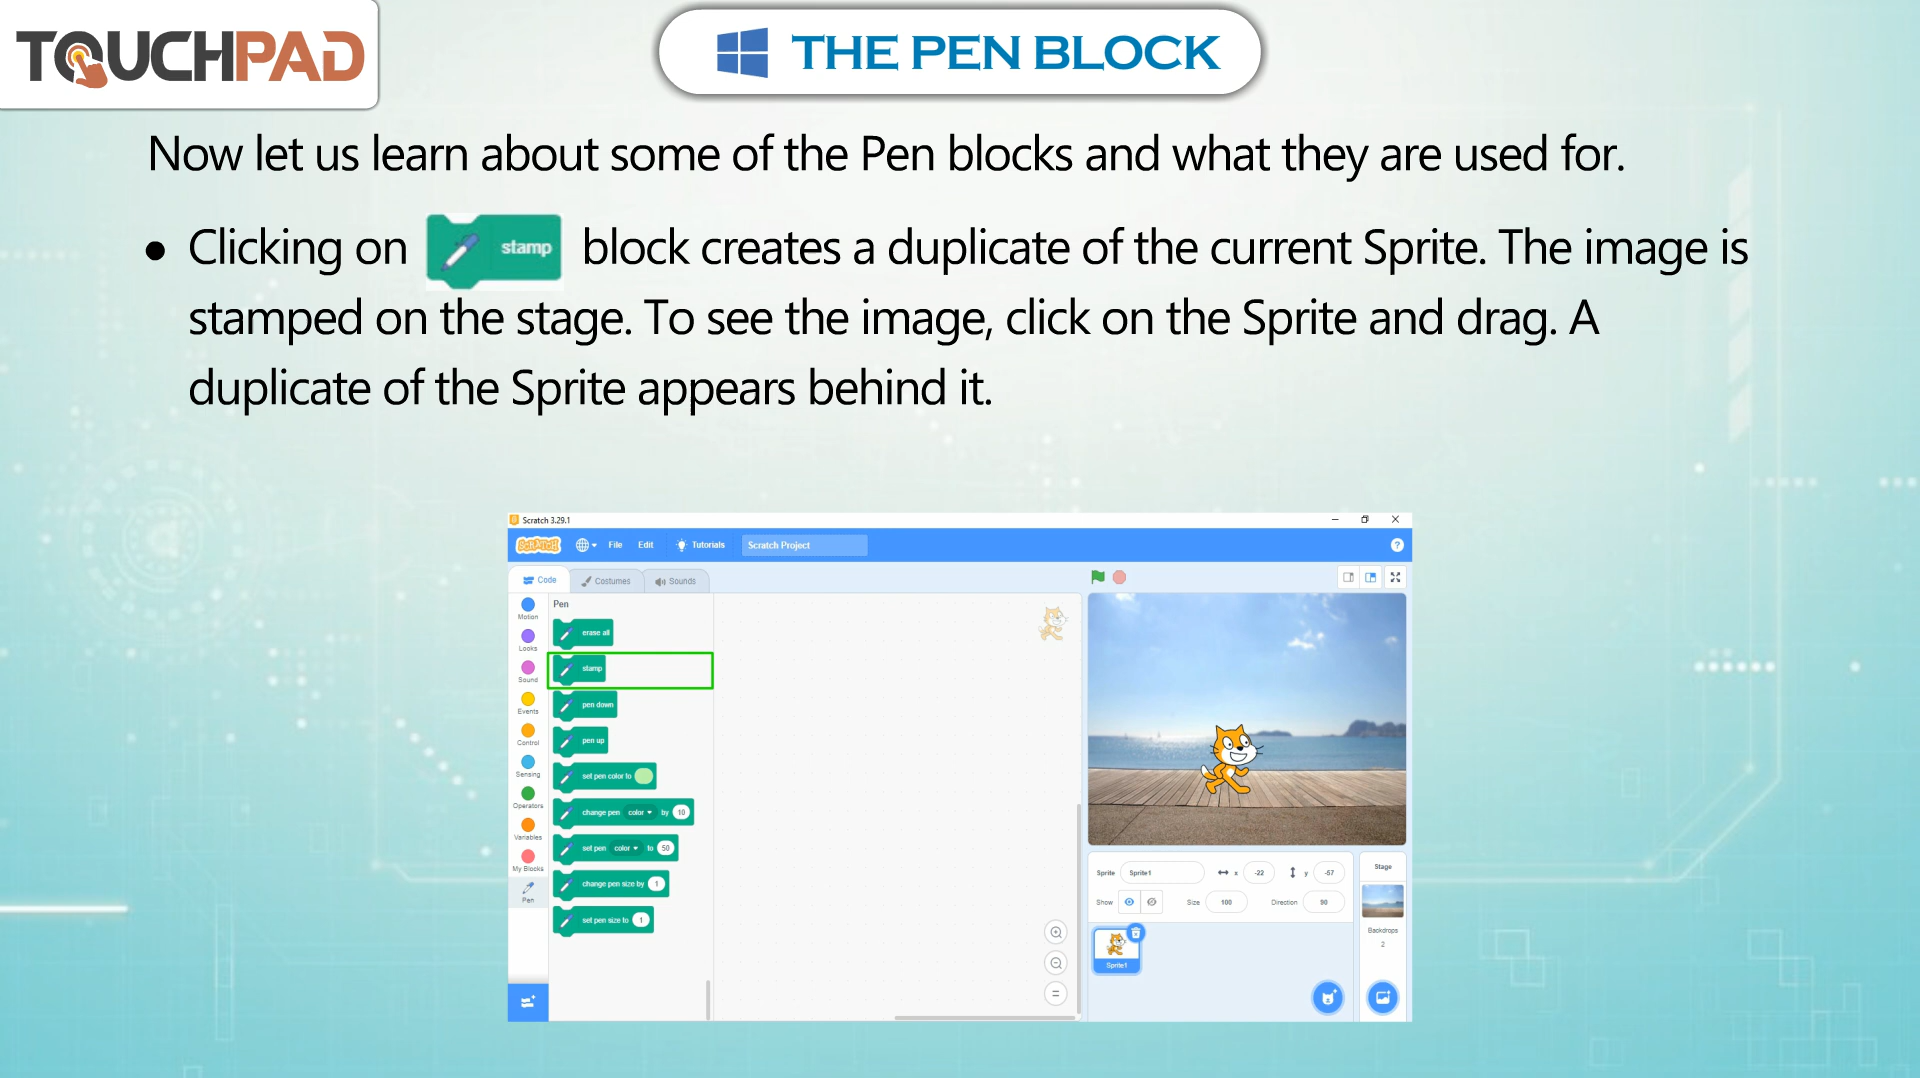 TOUCHPAD
THE PEN BLOCK
Now let us learn about some of the Pen blocks and what they are used for.
● Clicking on stamp block creates a duplicate of the current Sprite. The image is
stamped on the stage. To see the image, click on the Sprite and drag. A
duplicate of the Sprite appears behind it.
Scratch 3.29.1
SCRATCH File Edit Tutorials Scratch Project ?
Code Costumes Sounds
Motion
Looks
Sound
Events
Control
Sensing
Operators
Variables
My Blocks
Pen
Pen
erase all
stamp
pen down
pen up
set pen color to
change pen color by 10
set pen color to 50
change pen size by 1
set pen size to 1
Sprite Sprite1 x -22 y -57
Show Size 100 Direction 90
Sprite1
Stage
Backdrops
2